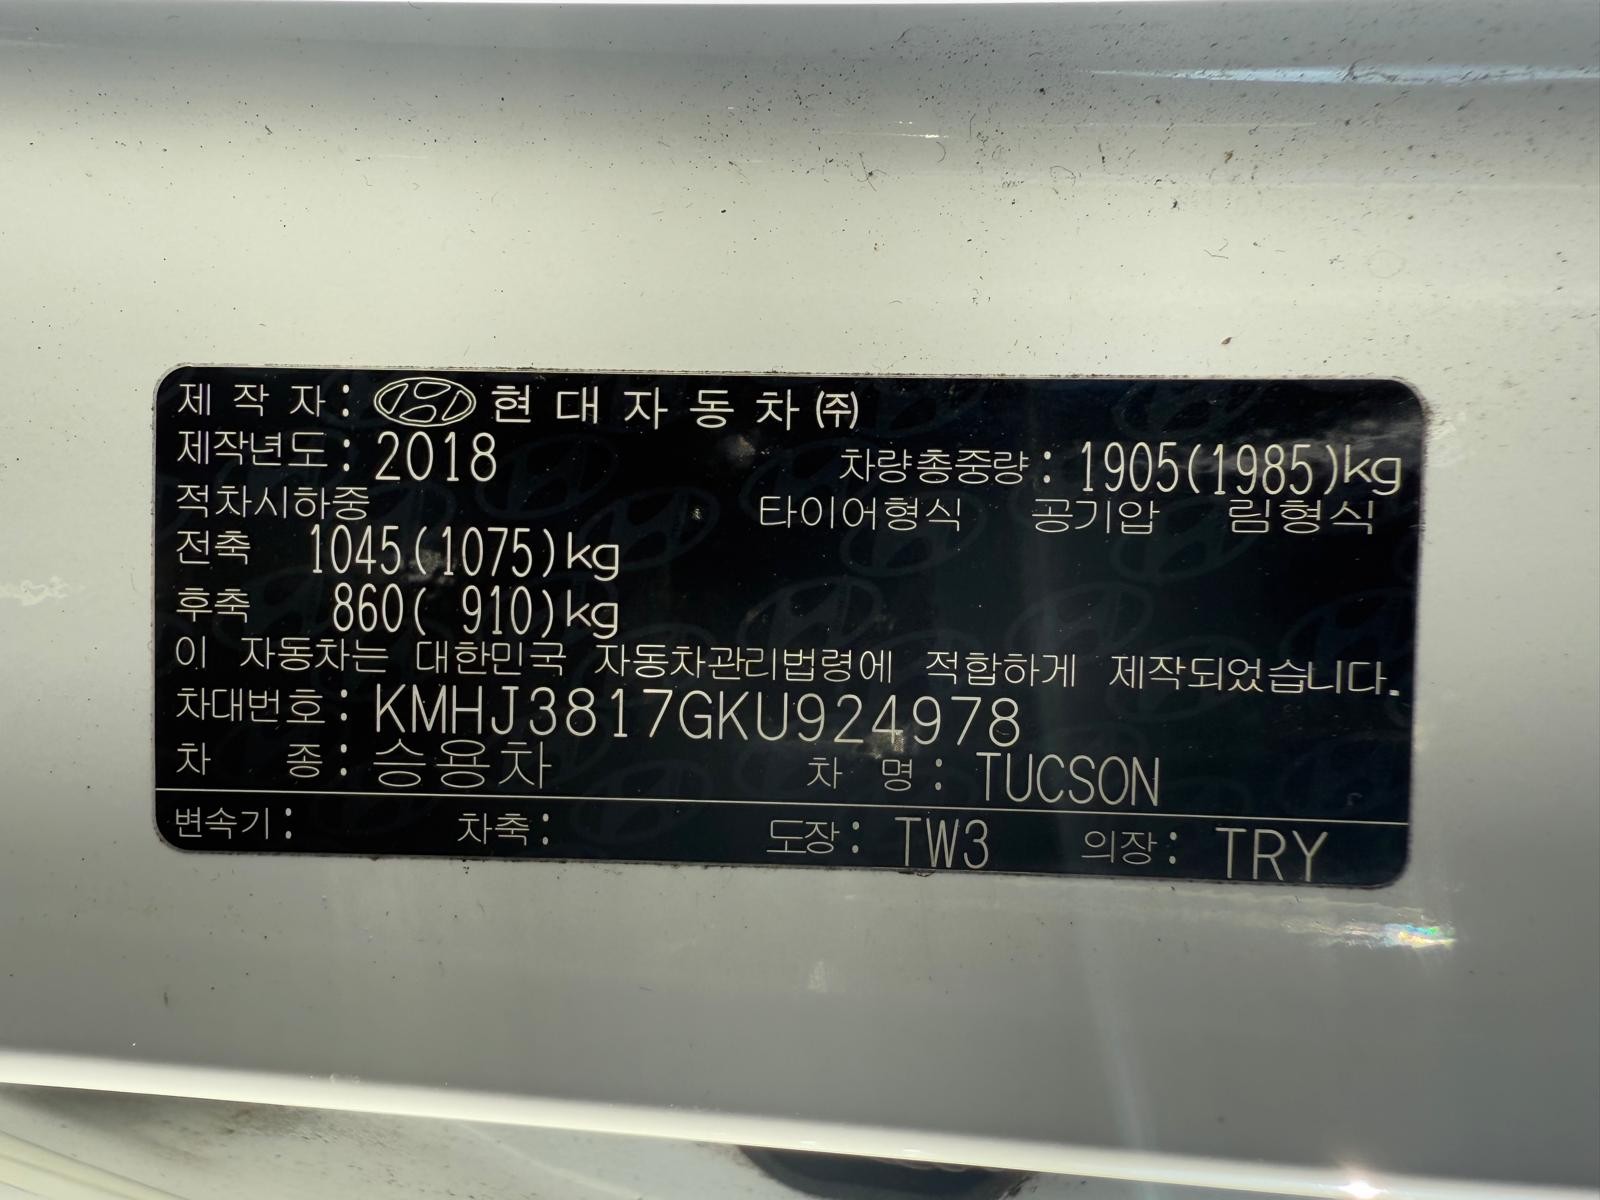 제 작 자 : 현 대 자 동 차 (주)
제작년도 : 2018 차량총중량 : 1905(1985)kg
적차시하중 타이어형식 공기압 림형식
전축 1045(1075)kg
후축 860( 910)kg
이 자동차는 대한민국 자동차관리법령에 적합하게 제작되었습니다.
차대번호 : KMHJ3817GKU924978
차 종 : 승용차 차 명 : TUCSON
변속기 : 차축 : 도장 : TW3 의장 : TRY